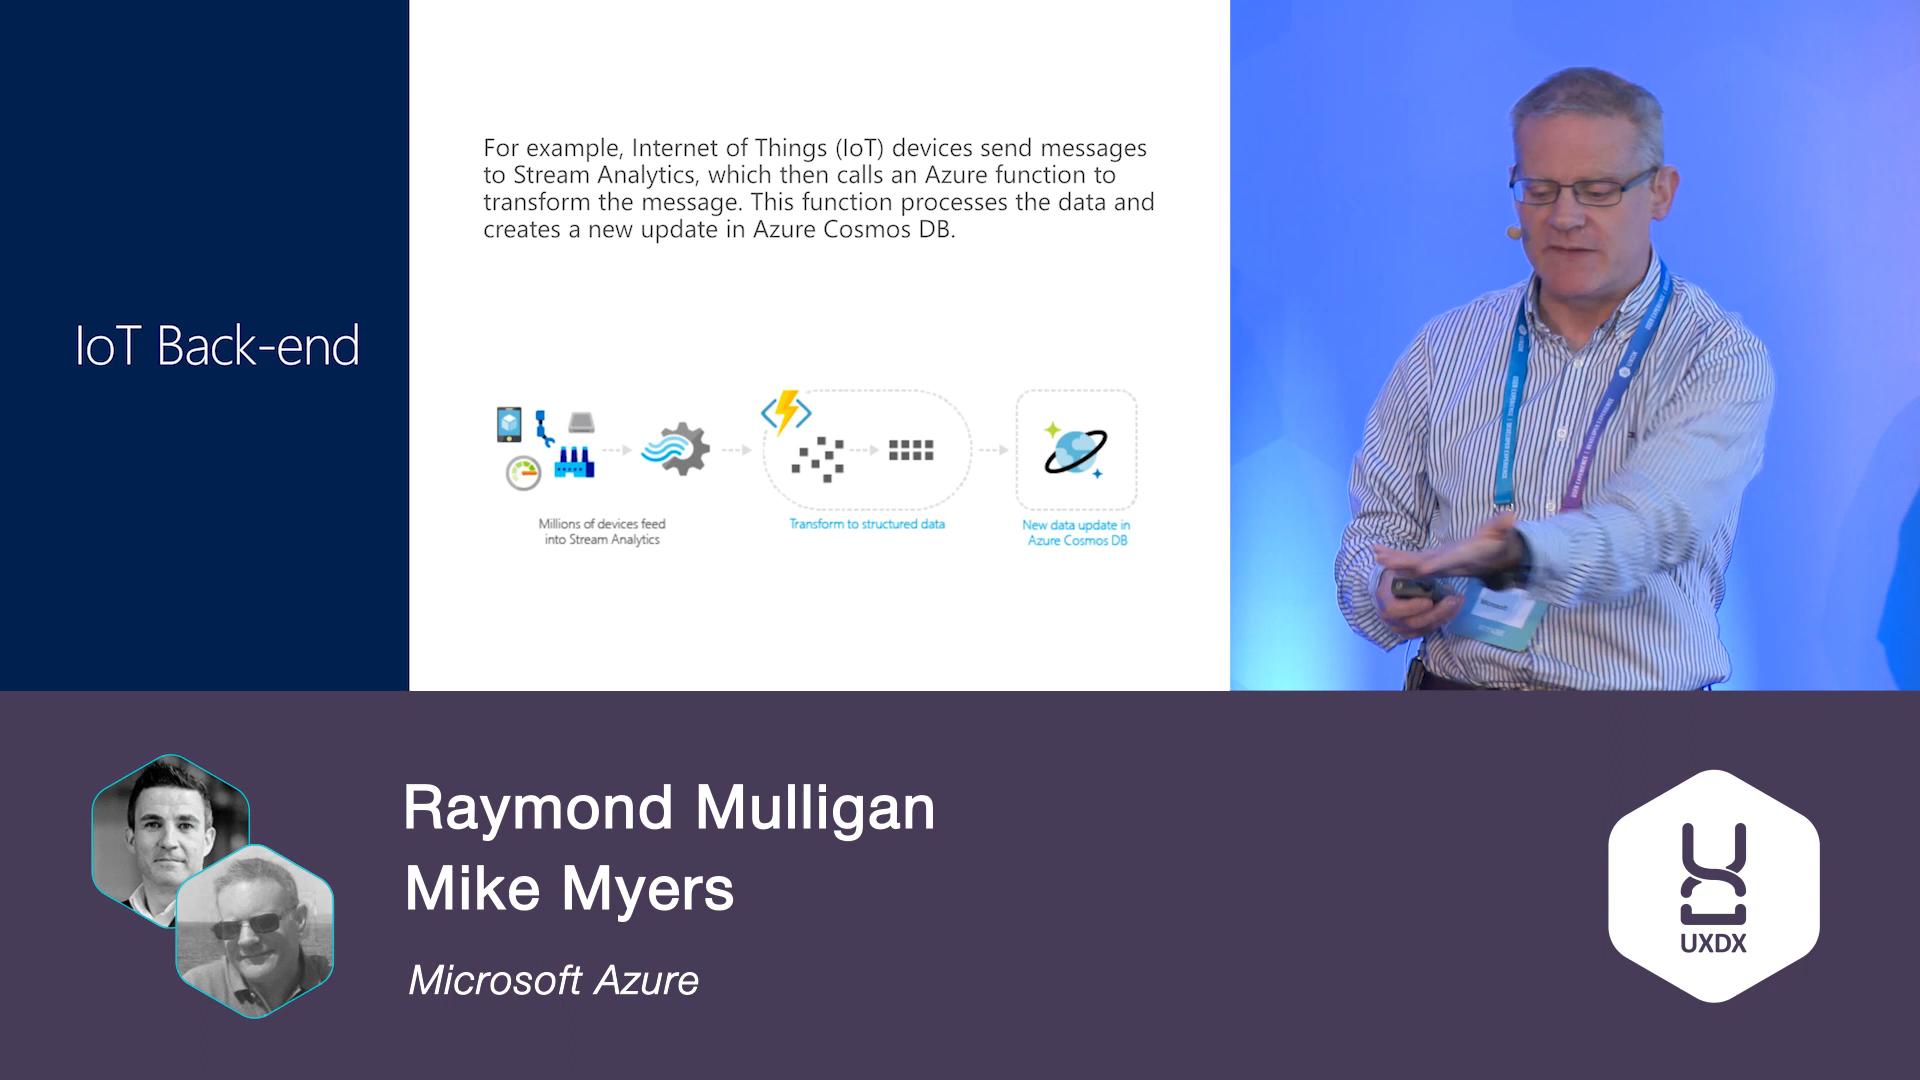 IoT Back-end
For example, Internet of Things (IoT) devices send messages
to Stream Analytics, which then calls an Azure function to
transform the message. This function processes the data and
creates a new update in Azure Cosmos DB.
Millions of devices feed
into Stream Analytics
Transform to structured data
New data update in
Azure Cosmos DB
Microsoft
Raymond Mulligan
Mike Myers
Microsoft Azure
UXDX